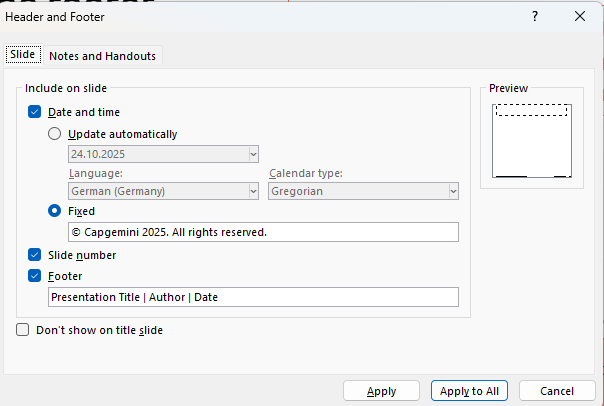 Header and Footer ?
Slide Notes and Handouts
Include on slide
Preview
Date and time
Update automatically
24.10.2025
Language: Calendar type:
German (Germany) Gregorian
Fixed
© Capgemini 2025. All rights reserved.
Slide number
Footer
Presentation Title | Author | Date
Don't show on title slide
Apply Apply to All Cancel